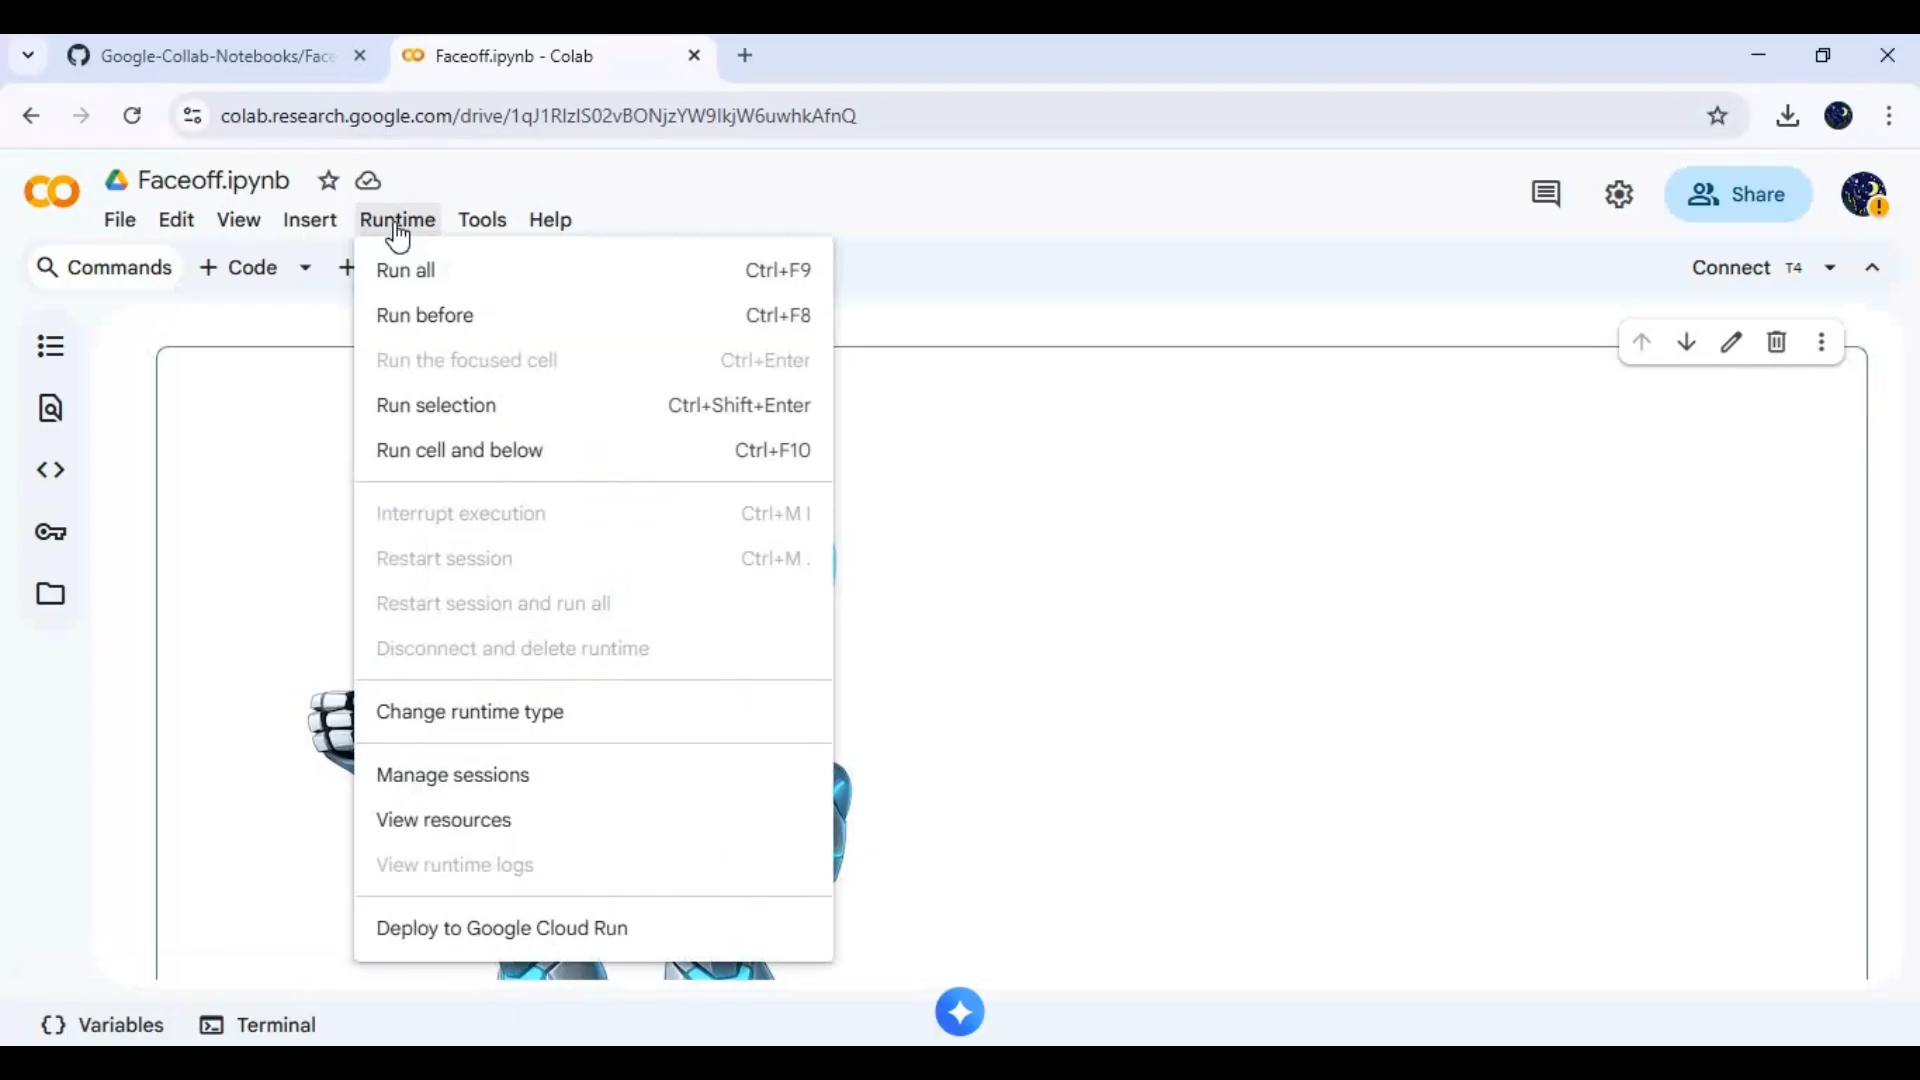 Google-Collab-Notebooks/Face
Faceoff.ipynb - Colab
colab.research.google.com/drive/1qJ1RIzIS02vBONjzYW9IkjW6uwhkAfnQ
Faceoff.ipynb
Share
File Edit View Insert Runtime Tools Help
Commands + Code +
Connect T4
Run all Ctrl+F9
Run before Ctrl+F8
Run the focused cell Ctrl+Enter
Run selection Ctrl+Shift+Enter
Run cell and below Ctrl+F10
Interrupt execution Ctrl+M I
Restart session Ctrl+M .
Restart session and run all
Disconnect and delete runtime
Change runtime type
Manage sessions
View resources
View runtime logs
Deploy to Google Cloud Run
Variables Terminal